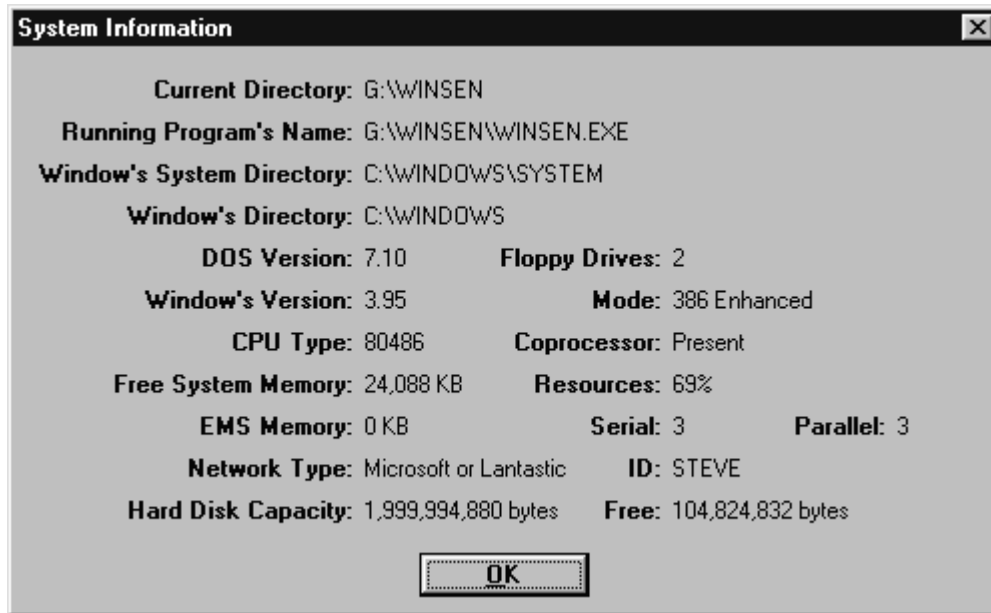 System Information
Current Directory: G:\WINSEN
Running Program's Name: G:\WINSEN\WINSEN.EXE
Window's System Directory: C:\WINDOWS\SYSTEM
Window's Directory: C:\WINDOWS
DOS Version: 7.10 Floppy Drives: 2
Window's Version: 3.95 Mode: 386 Enhanced
CPU Type: 80486 Coprocessor: Present
Free System Memory: 24,088 KB Resources: 69%
EMS Memory: 0 KB Serial: 3 Parallel: 3
Network Type: Microsoft or Lantastic ID: STEVE
Hard Disk Capacity: 1,999,994,880 bytes Free: 104,824,832 bytes
OK